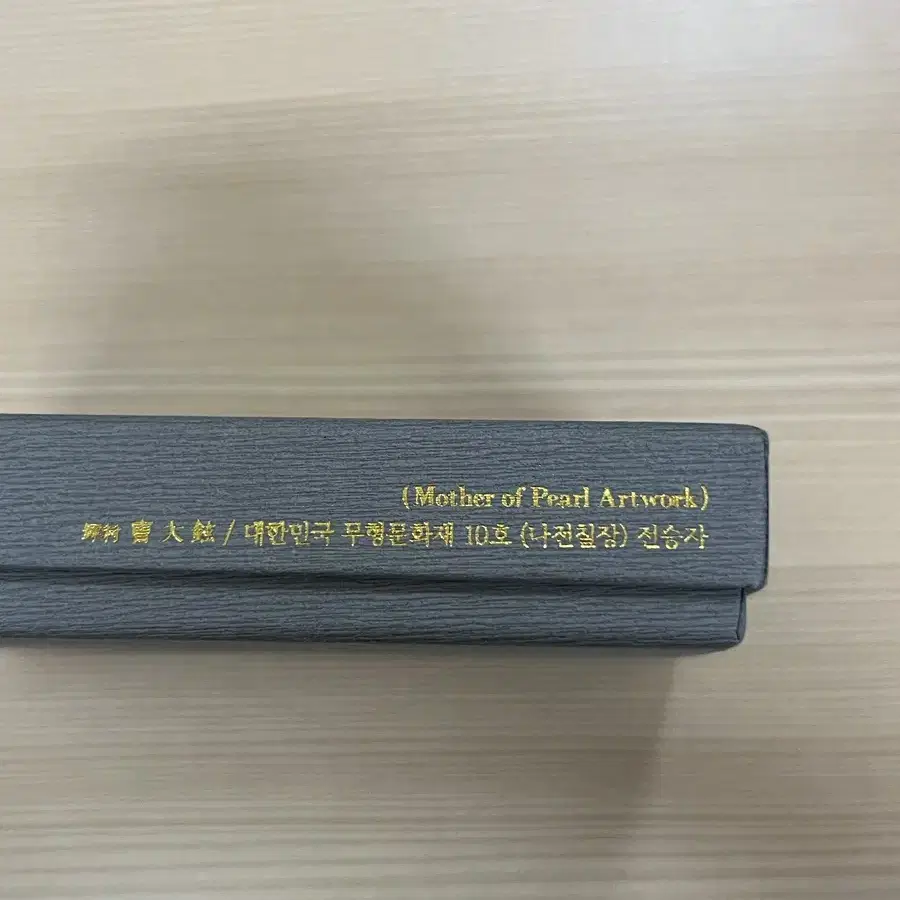 (Mother of Pearl Artwork)
大鉉 / 대한민국 무형문화재 10호 (나전칠장) 전승자